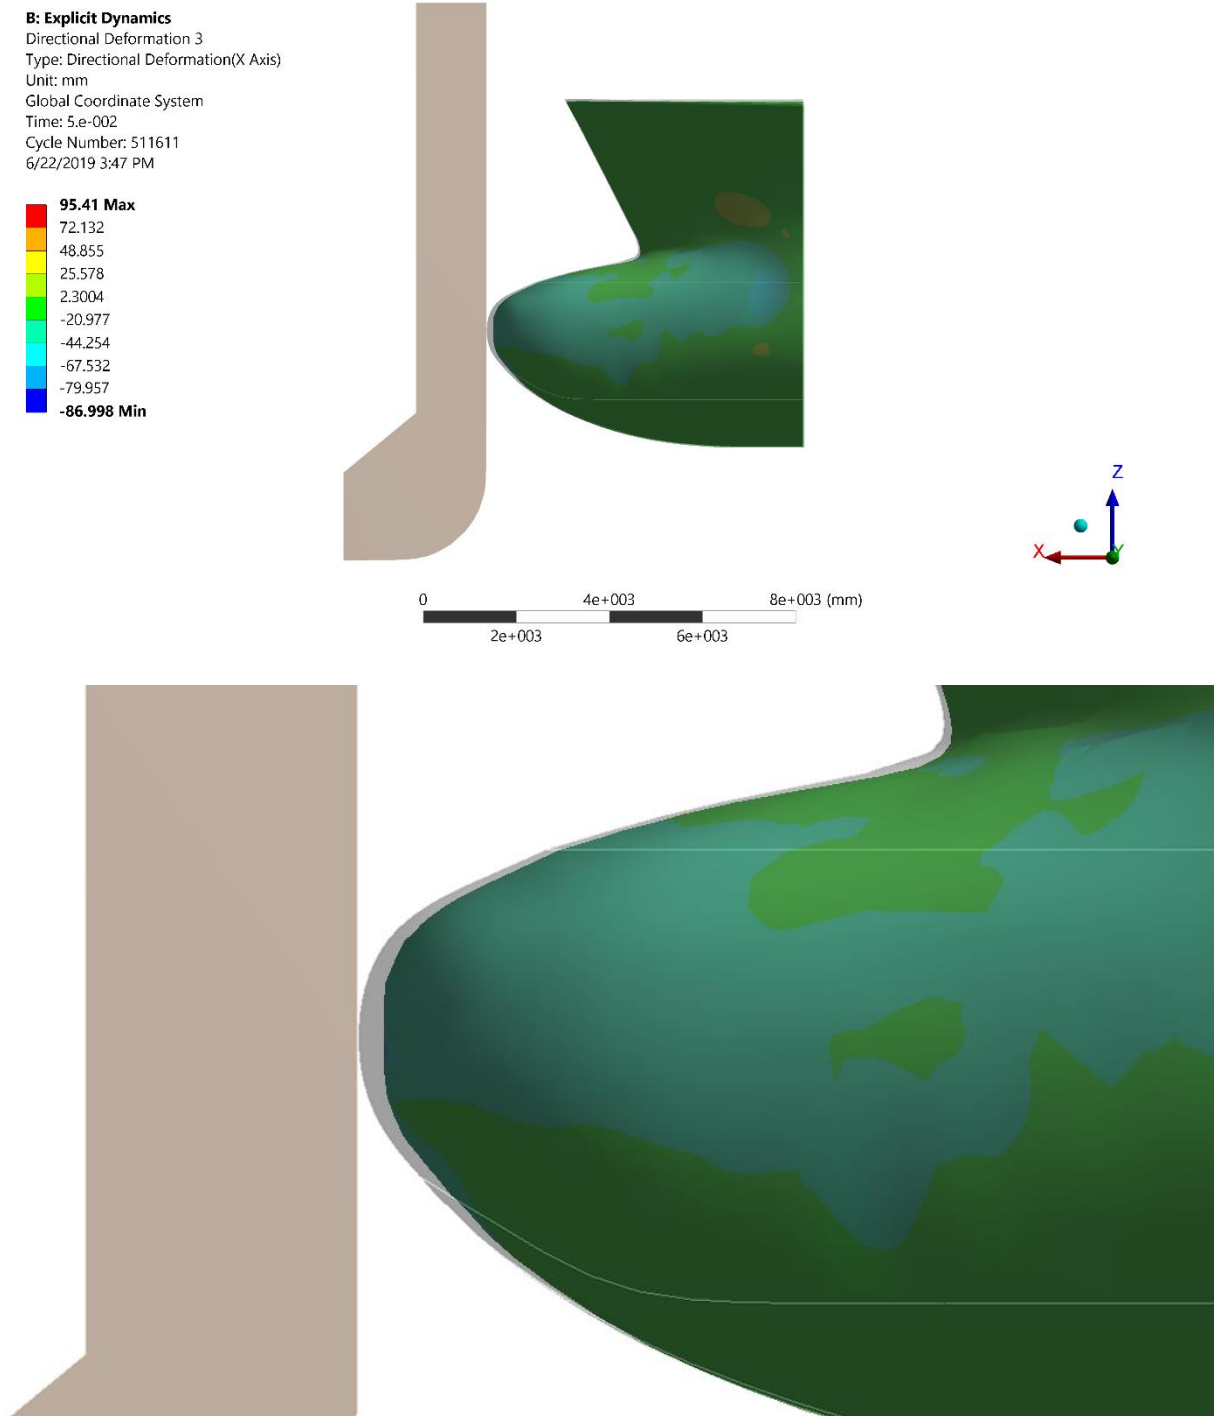 B: Explicit Dynamics
Directional Deformation 3
Type: Directional Deformation(X Axis)
Unit: mm
Global Coordinate System
Time: 5.e-002
Cycle Number: 511611
6/22/2019 3:47 PM
95.41 Max
72.132
48.855
25.578
2.3004
-20.977
-44.254
-67.532
-79.957
-86.998 Min
Z
X Y
0 4e+003 8e+003 (mm)
2e+003 6e+003